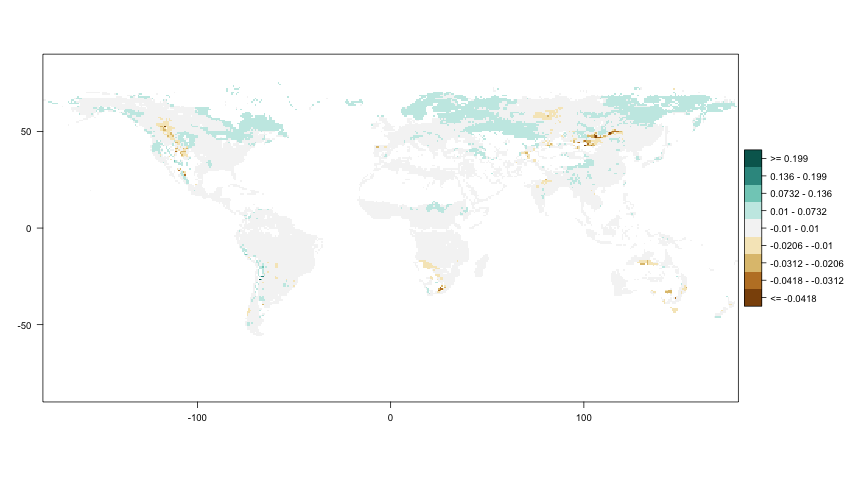 50
0
-50
-100
0
100
>= 0.199
0.136 - 0.199
0.0732 - 0.136
0.01 - 0.0732
-0.01 - 0.01
-0.0206 - -0.01
-0.0312 - -0.0206
-0.0418 - -0.0312
<= -0.0418